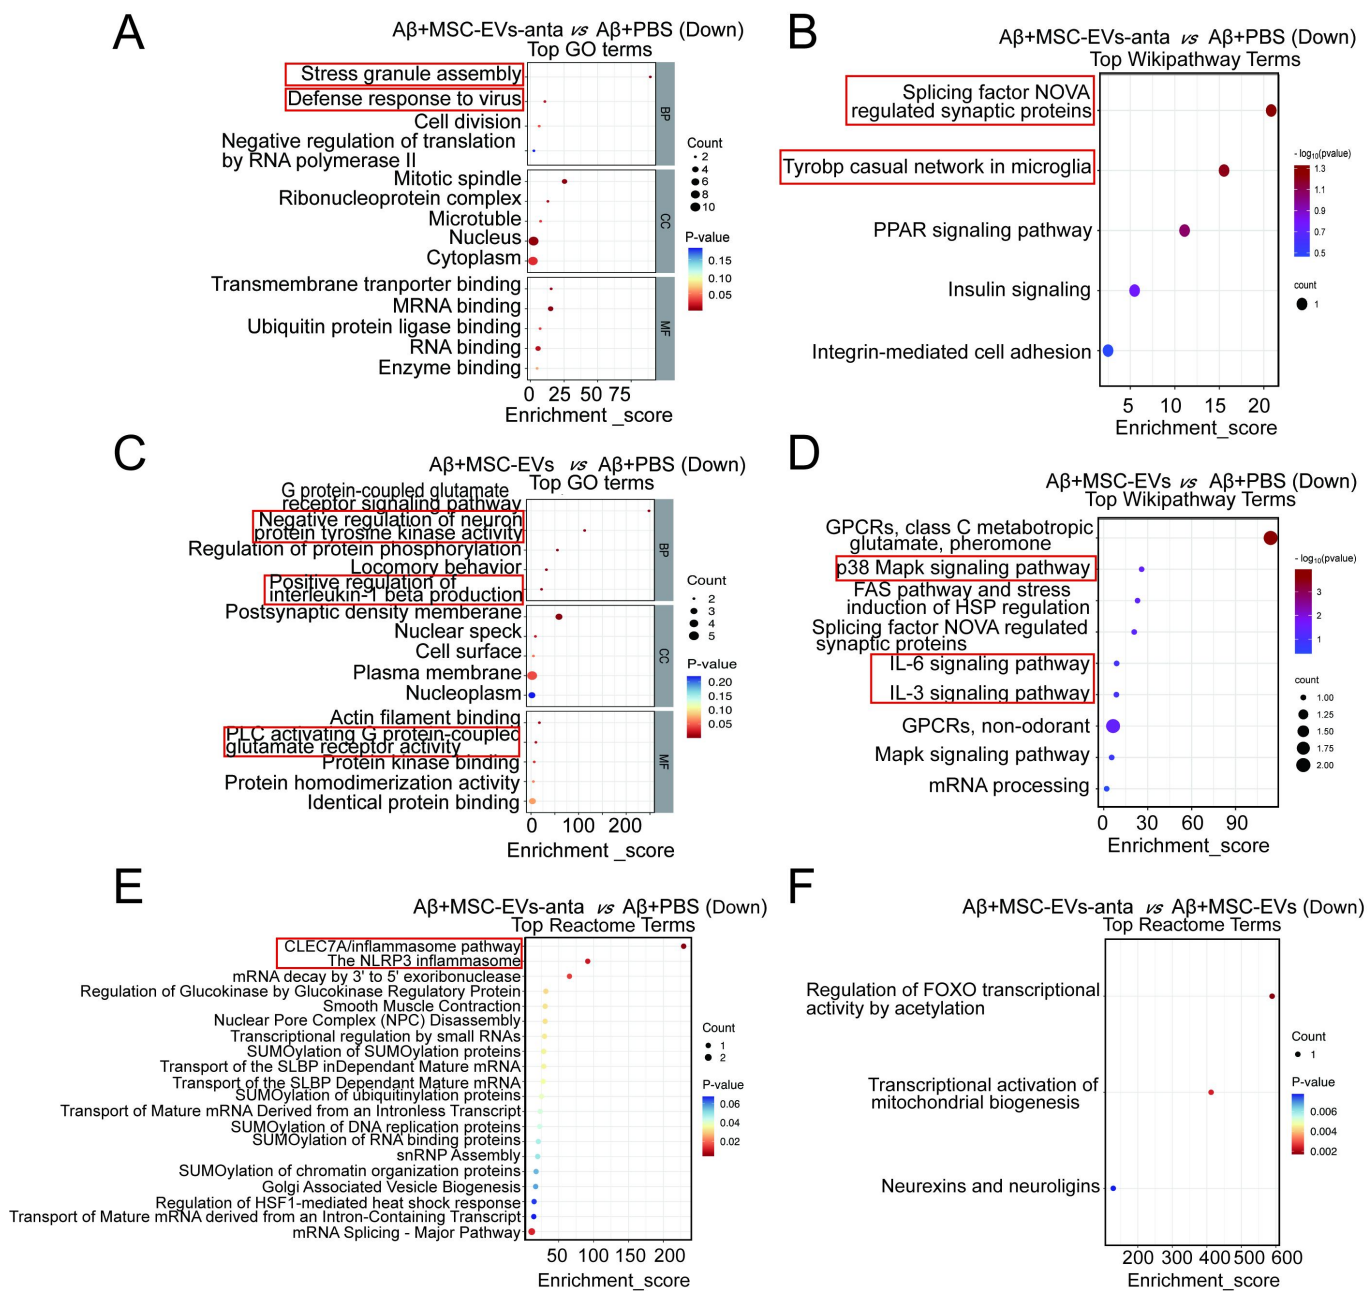 A
Aβ+MSC-EVs-anta vs Aβ+PBS (Down)
Top GO terms
Stress granule assembly
Defense response to virus
Cell division
Negative regulation of translation
by RNA polymerase II
BP
Mitotic spindle
Ribonucleoprotein complex
Microtuble
Nucleus
Cytoplasm
CC
Transmembrane tranporter binding
MRNA binding
Ubiquitin protein ligase binding
RNA binding
Enzyme binding
MF
0 25 50 75
Enrichment _score
Count
2
4
6
8
10
P-value
0.15
0.10
0.05
B
Aβ+MSC-EVs-anta vs Aβ+PBS (Down)
Top Wikipathway Terms
Splicing factor NOVA
regulated synaptic proteins
Tyrobp casual network in microglia
PPAR signaling pathway
Insulin signaling
Integrin-mediated cell adhesion
5 10 15 20
Enrichment_score
- log10(pvalue)
1.3
1.1
0.9
0.7
0.5
count
1
C
Aβ+MSC-EVs vs Aβ+PBS (Down)
Top GO terms
G protein-coupled glutamate
receptor signaling pathway
Negative regulation of neuron
protein tyrosine kinase activity
Regulation of protein phosphorylation
Locomory behavior
Positive regulation of
interleukin-1 beta production
BP
Postsynaptic density membrane
Nuclear speck
Cell surface
Plasma membrane
Nucleoplasm
CC
Actin filament binding
PLC activating G protein-coupled
glutamate receptor activity
Protein kinase binding
Protein homodimerization activity
Identical protein binding
MF
0 100 200
Enrichment _score
Count
2
3
4
5
P-value
0.20
0.15
0.10
0.05
D
Aβ+MSC-EVs vs Aβ+PBS (Down)
Top Wikipathway Terms
GPCRs, class C metabotropic
glutamate, pheromone
p38 Mapk signaling pathway
FAS pathway and stress
induction of HSP regulation
Splicing factor NOVA regulated
synaptic proteins
IL-6 signaling pathway
IL-3 signaling pathway
GPCRs, non-odorant
Mapk signaling pathway
mRNA processing
0 30 60 90
Enrichment_score
- log10(pvalue)
3
2
1
count
1.00
1.25
1.50
1.75
2.00
E
Aβ+MSC-EVs-anta vs Aβ+PBS (Down)
Top Reactome Terms
CLEC7A/inflammasome pathway
The NLRP3 inflammasome
mRNA decay by 3' to 5' exoribonuclease
Regulation of Glucokinase by Glucokinase Regulatory Protein
Smooth Muscle Contraction
Nuclear Pore Complex (NPC) Disassembly
Transcriptional regulation by small RNAs
SUMOylation of SUMOylation proteins
Transport of the SLBP inDependant Mature mRNA
Transport of the SLBP Dependant Mature mRNA
SUMOylation of ubiquitinylation proteins
Transport of Mature mRNA Derived from an Intronless Transcript
SUMOylation of DNA replication proteins
SUMOylation of RNA binding proteins
snRNP Assembly
SUMOylation of chromatin organization proteins
Golgi Associated Vesicle Biogenesis
Regulation of HSF1-mediated heat shock response
Transport of Mature mRNA derived from an Intron-Containing Transcript
mRNA Splicing - Major Pathway
50 100 150 200
Enrichment_score
Count
1
2
P-value
0.06
0.04
0.02
F
Aβ+MSC-EVs-anta vs Aβ+MSC-EVs (Down)
Top Reactome Terms
Regulation of FOXO transcriptional
activity by acetylation
Transcriptional activation of
mitochondrial biogenesis
Neurexins and neuroligins
200 300 400 500 600
Enrichment_score
Count
1
P-value
0.006
0.004
0.002